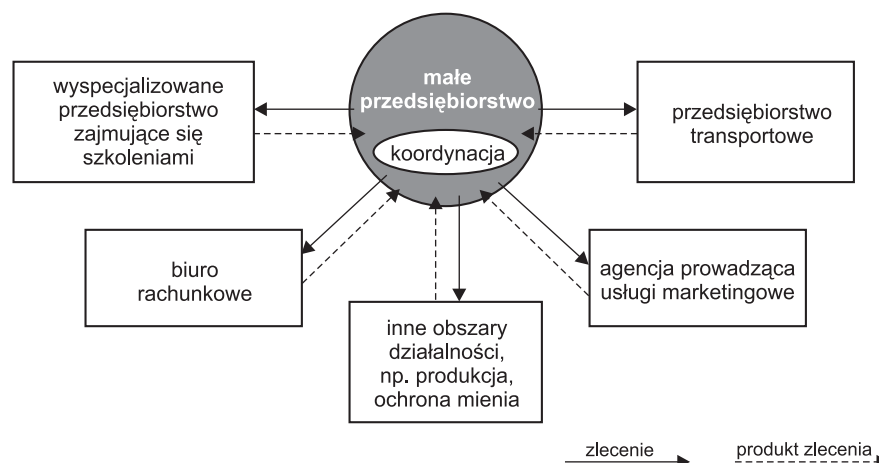 małe
przedsiębiorstwo
koordynacja
wyspecjalizowane
przedsiębiorstwo
zajmujące się
szkoleniami
przedsiębiorstwo
transportowe
biuro
rachunkowe
inne obszary
działalności,
np. produkcja,
ochrona mienia
agencja prowadząca
usługi marketingowe
zlecenie
produkt zlecenia